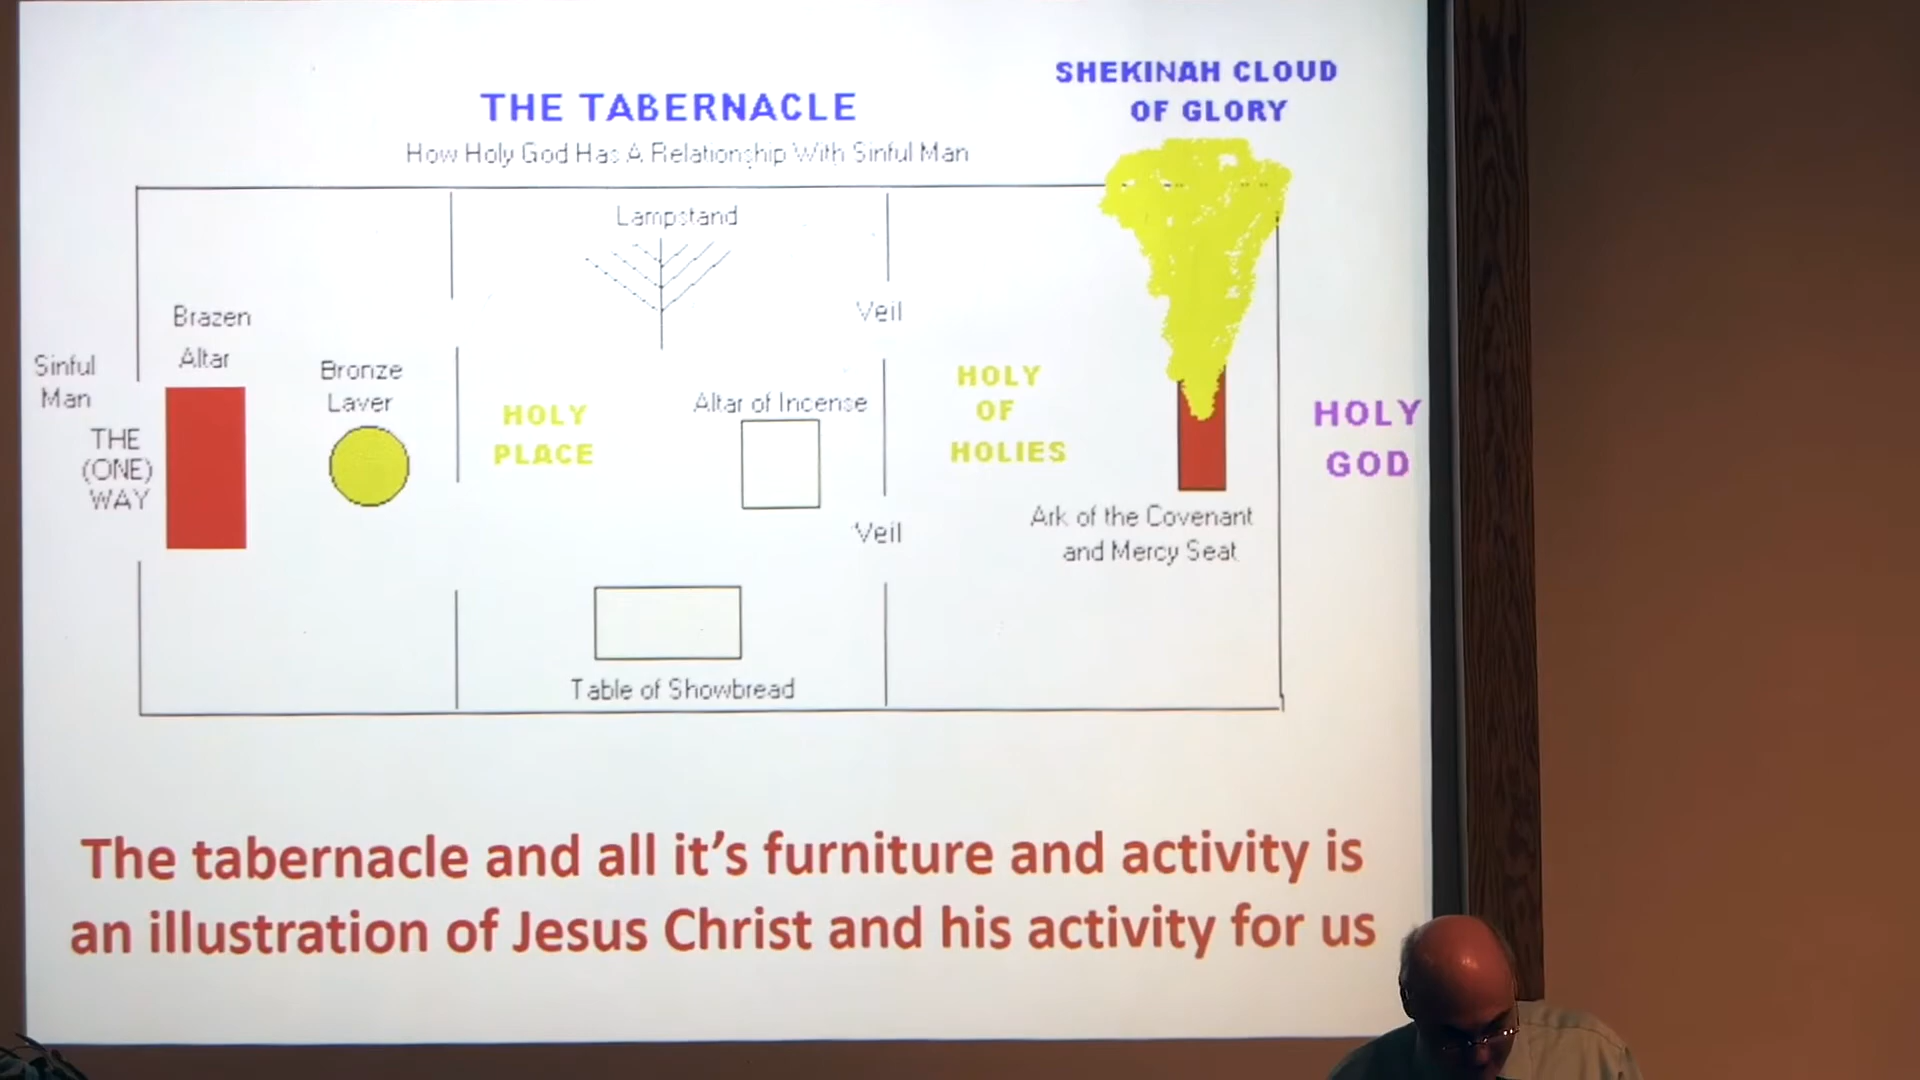 SHEKINAH CLOUD
OF GLORY
THE TABERNACLE
How Holy God Has A Relationship With Sinful Man
Lampstand
Veil
Brazen
Altar
Sinful
Man
Bronze
Laver
THE
(ONE)
WAY
HOLY
PLACE
Altar of Incense
HOLY
OF
HOLIES
HOLY
GOD
Veil
Ark of the Covenant
and Mercy Seat
Table of Showbread
The tabernacle and all it's furniture and activity is
an illustration of Jesus Christ and his activity for us